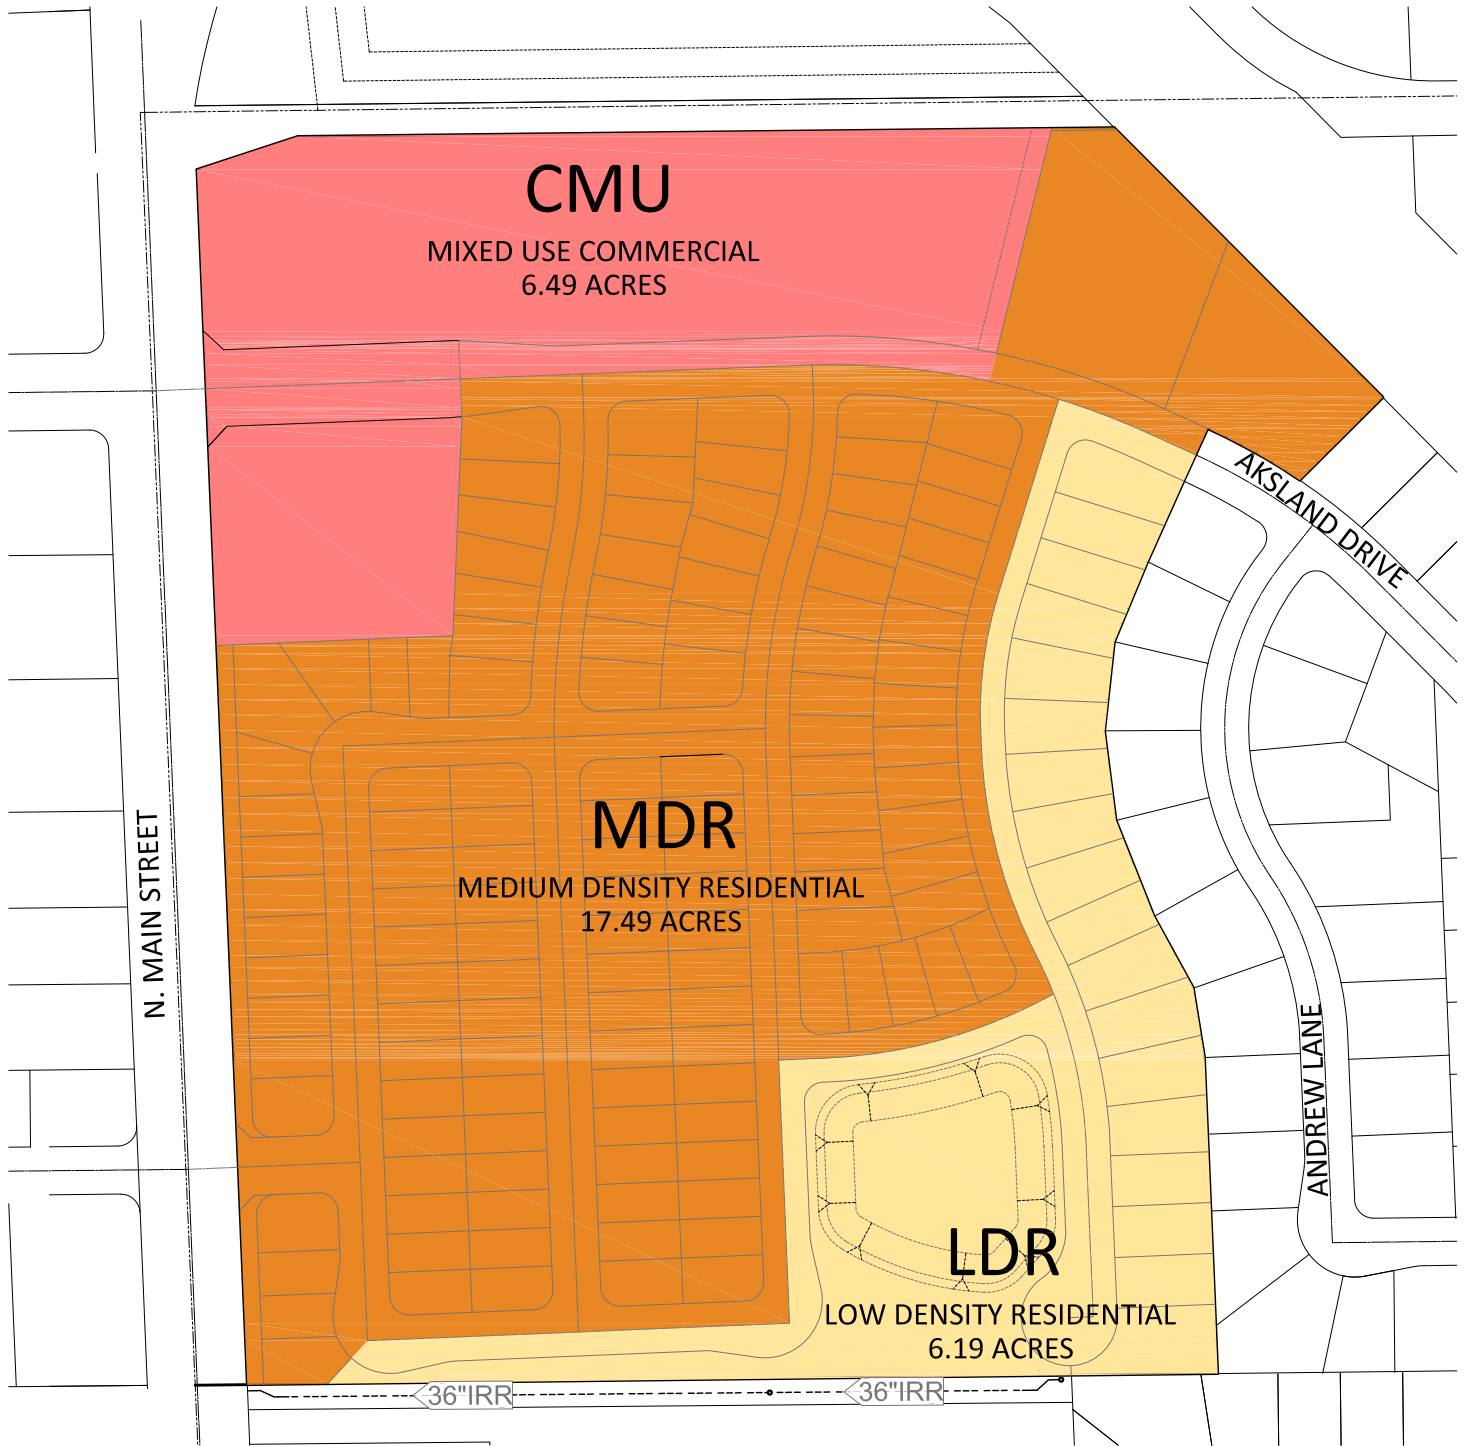 CMU
MIXED USE COMMERCIAL
6.49 ACRES
AKSLAND DRIVE
MDR
MEDIUM DENSITY RESIDENTIAL
17.49 ACRES
N. MAIN STREET
ANDREW LANE
LDR
LOW DENSITY RESIDENTIAL
6.19 ACRES
36"IRR
36"IRR